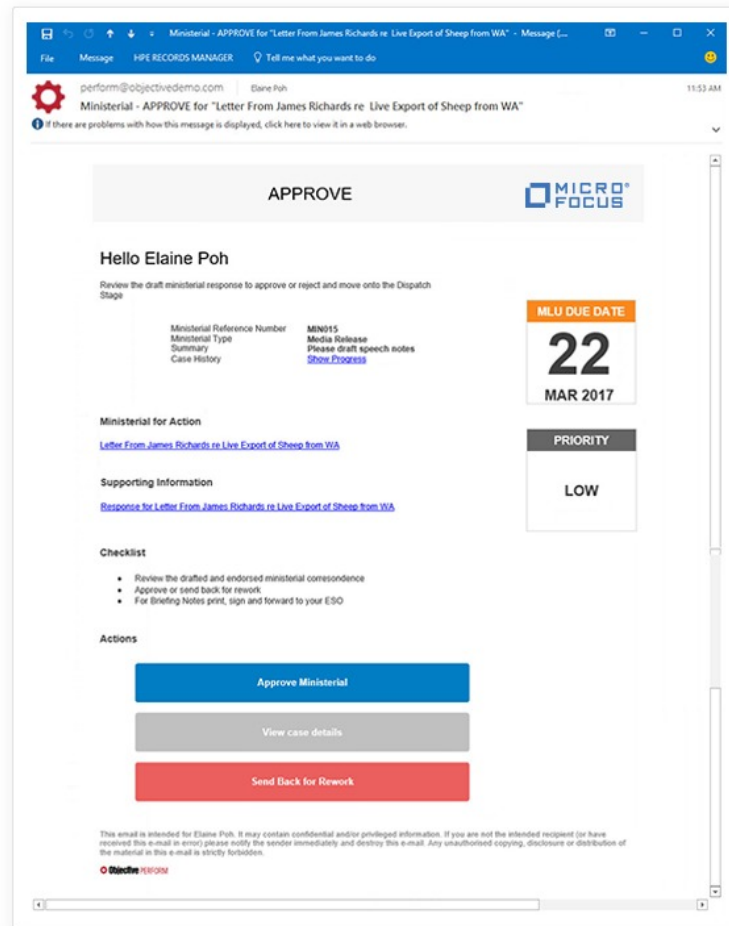 Ministerial - APPROVE for "Letter From James Richards re Live Export of Sheep from WA" - Message (...
File Message HPE RECORDS MANAGER Tell me what you want to do
perform@objectivedemo.com Elaine Poh 11:53 AM
Ministerial - APPROVE for "Letter From James Richards re Live Export of Sheep from WA"
If there are problems with how this message is displayed, click here to view it in a web browser.
APPROVE
MICRO
FOCUS
Hello Elaine Poh
Review the draft ministerial response to approve or reject and move onto the Dispatch
Stage
Ministerial Reference Number MIN015
Ministerial Type Media Release
Summary Please draft speech notes
Case History Show Progress
MLU DUE DATE
22
MAR 2017
Ministerial for Action
Letter From James Richards re Live Export of Sheep from WA
PRIORITY
LOW
Supporting Information
Response for Letter From James Richards re Live Export of Sheep from WA
Checklist
• Review the drafted and endorsed ministerial corresondence
• Approve or send back for rework
• For Briefing Notes print, sign and forward to your ESO
Actions
Approve Ministerial
View case details
Send Back for Rework
This email is intended for Elaine Poh. It may contain confidential and/or privileged information. If you are not the intended recipient (or have
received this e-mail in error) please notify the sender immediately and destroy this e-mail. Any unauthorised copying, disclosure or distribution of
the material in this e-mail is strictly forbidden.
Objective PERFORM